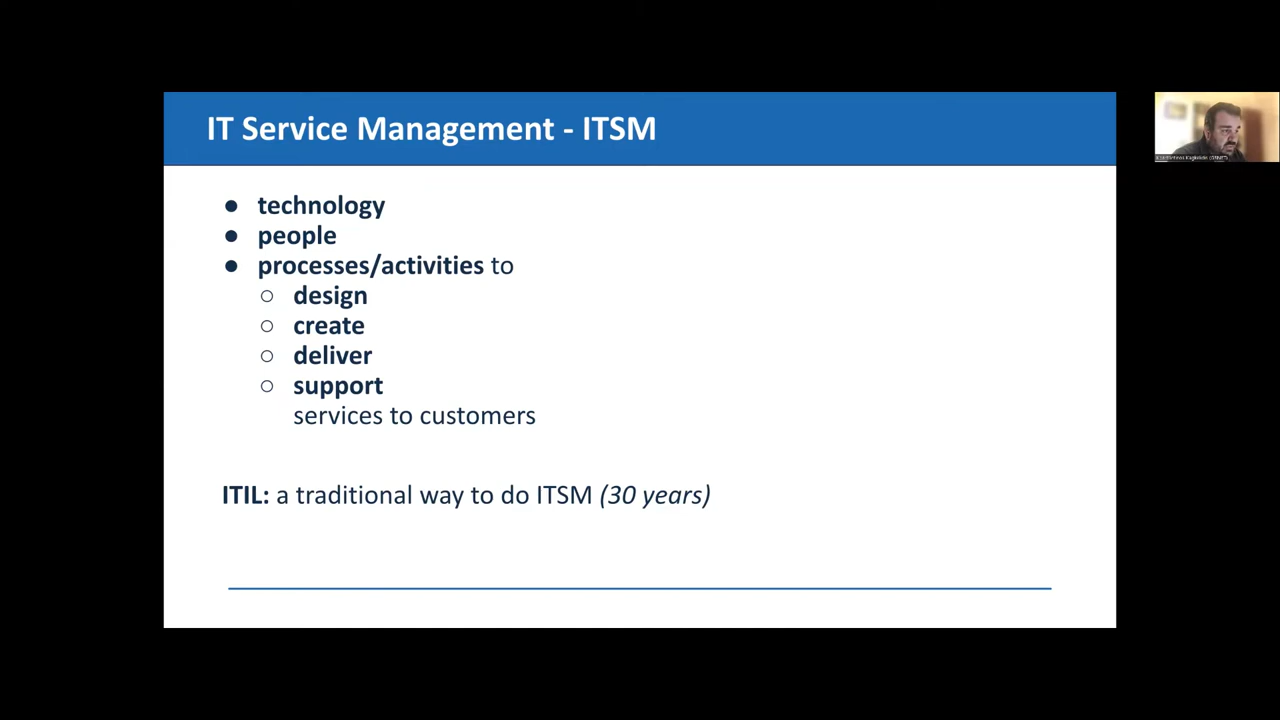 IT Service Management - ITSM
● technology
● people
● processes/activities to
○ design
○ create
○ deliver
○ support
services to customers
ITIL: a traditional way to do ITSM (30 years)